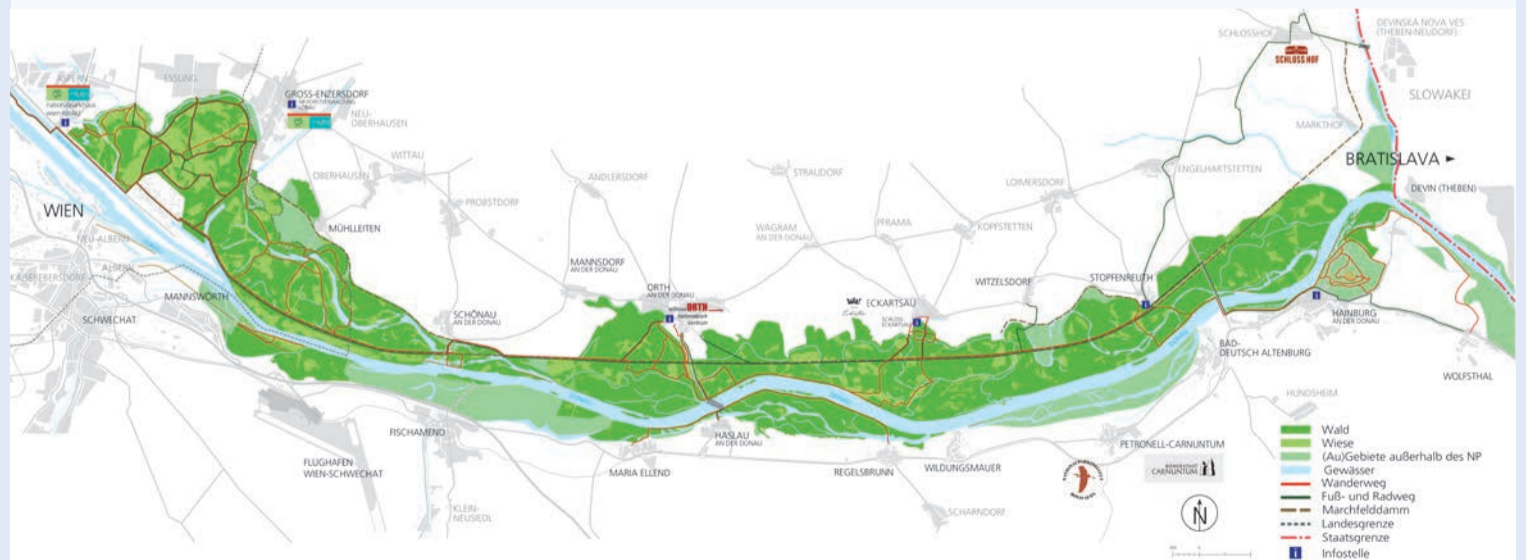 ASPERN
ESSLING
nationalparkhaus
GROSS-ENZERSDORF
NEU-
OBERHAUSEN
OBERHAUSEN
WITTAU
PROBSTDORF
MÜHLLEITEN
WIEN
NEU-ALBERN
ALBERN
KAISEREBERSDORF
MANNSWÖRTH
SCHWECHAT
SCHÖNAU
AN DER DONAU
ANDLERSDORF
MANNSDORF
AN DER DONAU
STRAUDORF
WAGRAM
AN DER DONAU
PFRAMA
KOPFSTETTEN
LOIMERSDORF
ENGELHARTSTETTEN
ORTH
AN DER DONAU
ORTH
ECKARTSAU
SCHLOSS
ECKARTSAU
WITZELSDORF
STOPFENREUTH
SCHLOSSHOF
SCHLOSS HOF
MARKTHOF
DEVINSKA NOVA VES
(THEBEN-NEUDORF)
SLOWAKEI
BRATISLAVA ►
DEVIN (THEBEN)
HAINBURG
AN DER DONAU
WOLFSTHAL
BAD-
DEUTSCH ALTENBURG
HUNDSHEIM
PETRONELL-CARNUNTUM
CARNUNTUM
WILDUNGSMAUER
REGELSBRUNN
SCHARNDORF
HASLAU
AN DER DONAU
MARIA ELLEND
FISCHAMEND
FLUGHAFEN
WIEN-SCHWECHAT
KLEIN-
NEUSIEDL
N
Wald
Wiese
(Au)Gebiete außerhalb des NP
Gewässer
Wanderweg
Fuß- und Radweg
Marchfelddamm
Landesgrenze
Staatsgrenze
i Infostelle